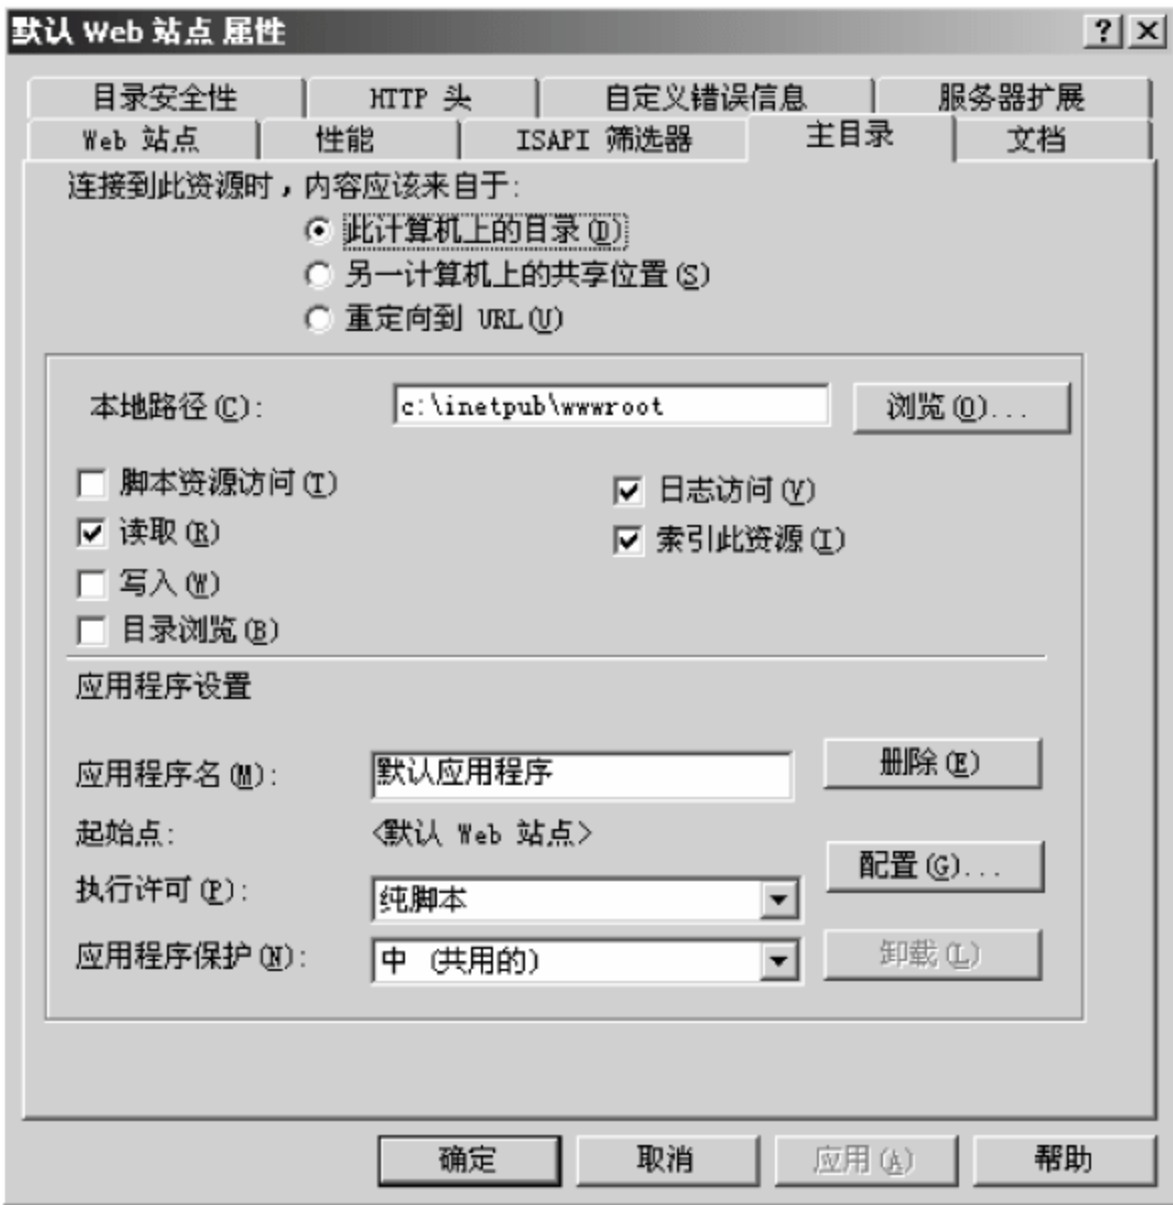 默认 Web 站点 属性
目录安全性 HTTP 头 自定义错误信息 服务器扩展
Web 站点 性能 ISAPI 筛选器 主目录 文档
连接到此资源时，内容应该来自于:
此计算机上的目录(D)
另一计算机上的共享位置(S)
重定向到 URL(U)
本地路径(C): c:\inetpub\wwwroot 浏览(O)...
脚本资源访问(T) 日志访问(V)
读取(R) 索引此资源(I)
写入(W)
目录浏览(B)
应用程序设置
应用程序名(M): 默认应用程序 删除(E)
起始点: <默认 Web 站点>
配置(G)...
执行许可(P): 纯脚本
应用程序保护(N): 中 (共用的) 卸载(L)
确定 取消 应用(A) 帮助